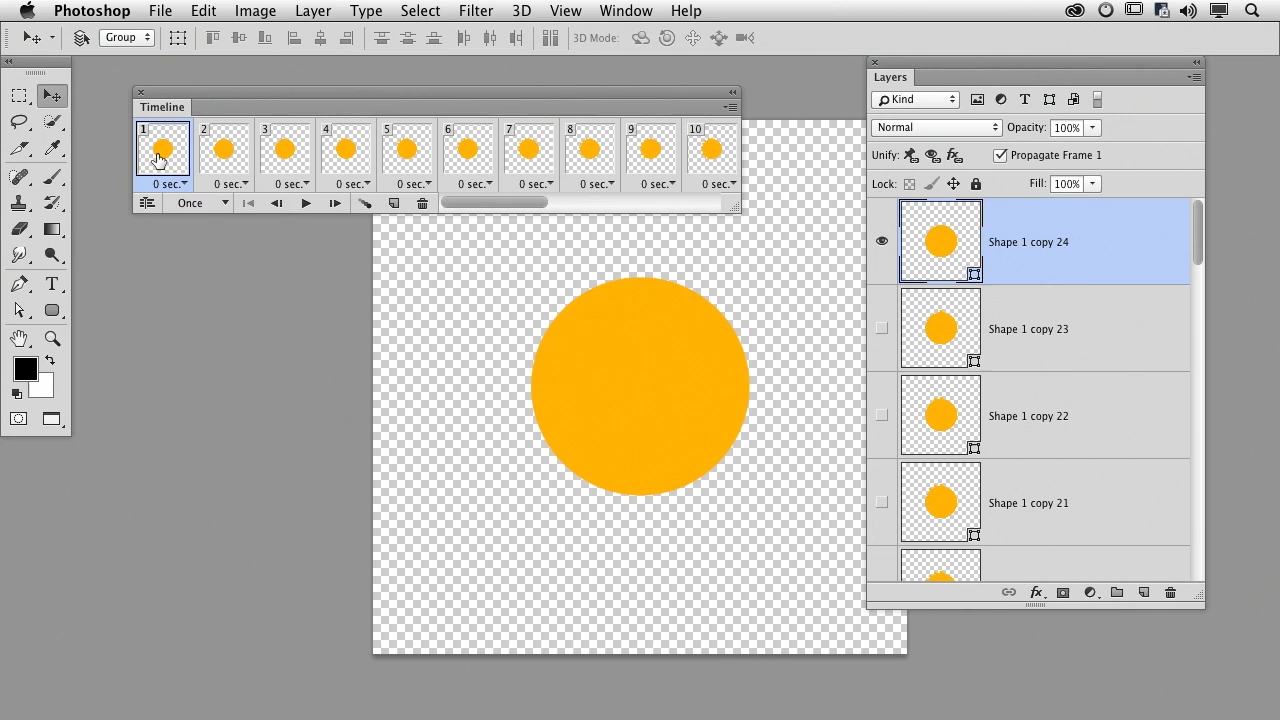 Photoshop File Edit Image Layer Type Select Filter 3D View Window Help
Group 3D Mode:
Timeline
1 2 3 4 5 6 7 8 9 10
0 sec. 0 sec. 0 sec. 0 sec. 0 sec. 0 sec. 0 sec. 0 sec. 0 sec. 0 sec.
Once
Layers
Kind
Normal Opacity: 100%
Unify: Propagate Frame 1
Lock: Fill: 100%
Shape 1 copy 24
Shape 1 copy 23
Shape 1 copy 22
Shape 1 copy 21
fx